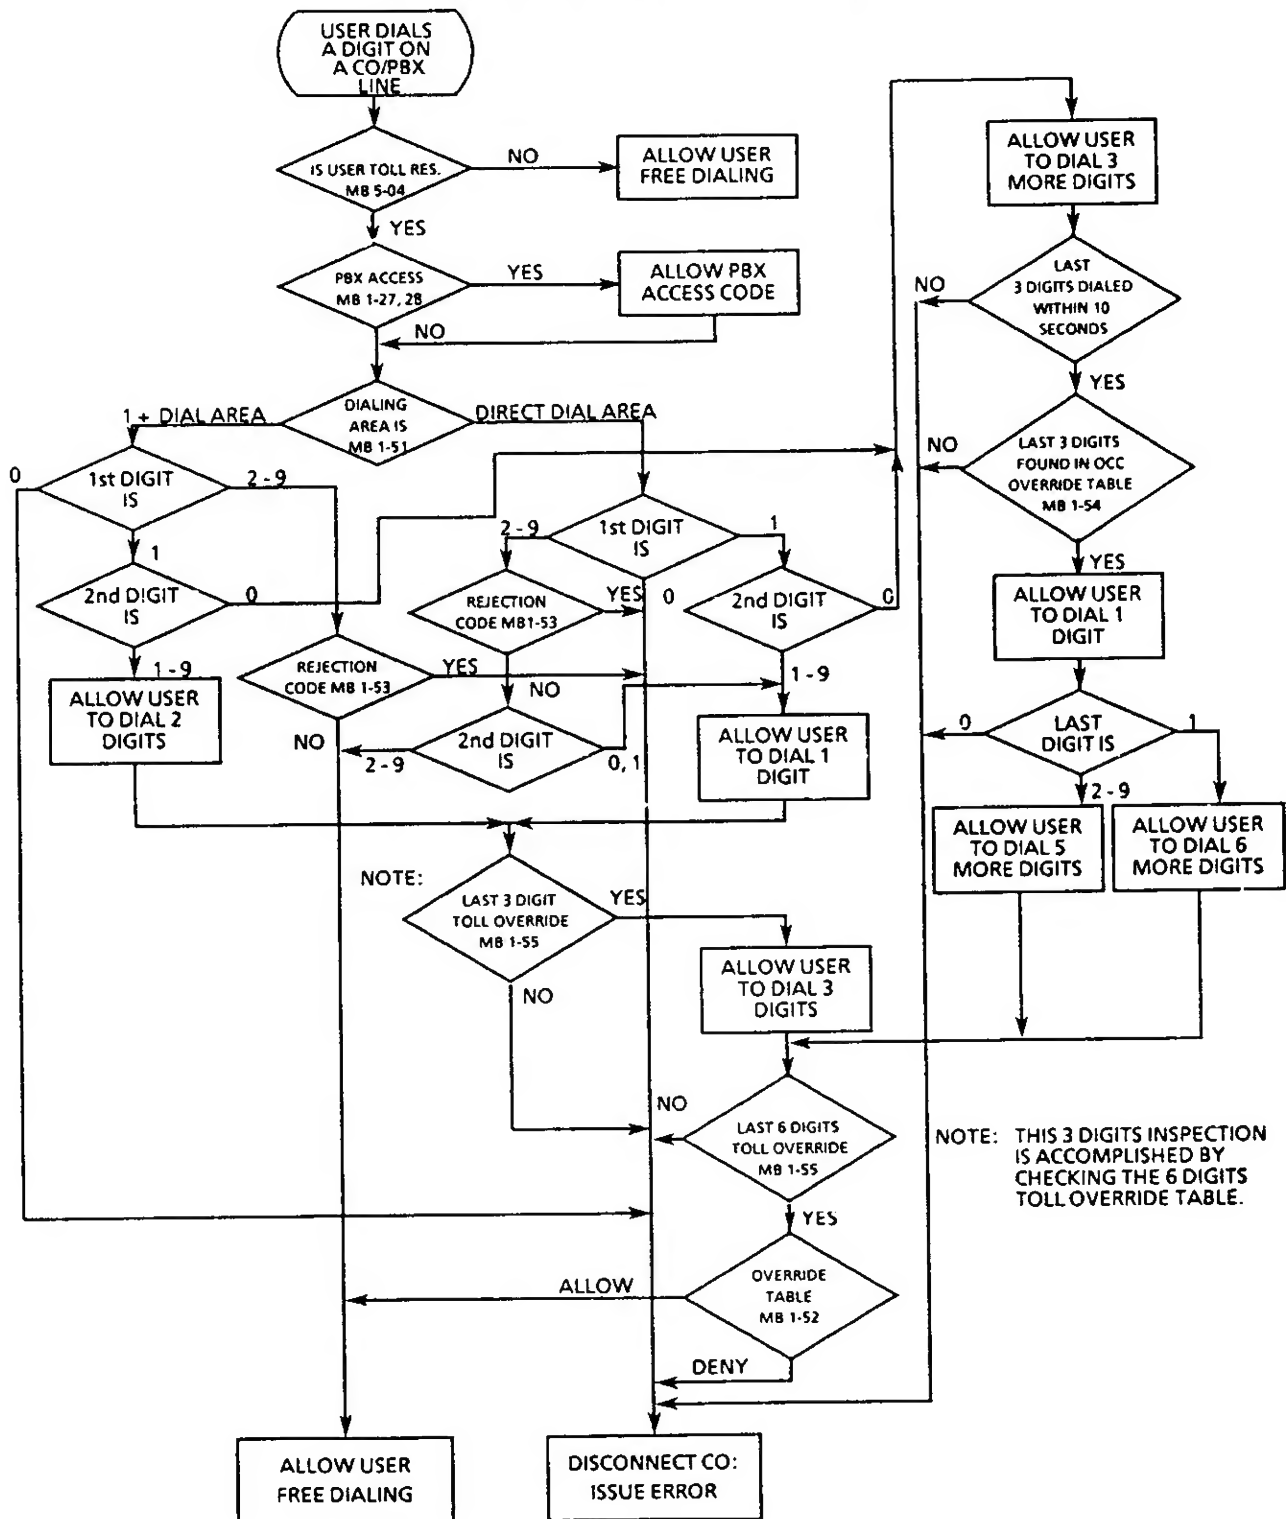 USER DIALS
A DIGIT ON
A CO/PBX
LINE
IS USER TOLL RES.
MB 5-04
NO
ALLOW USER
FREE DIALING
YES
PBX ACCESS
MB 1-27, 28
YES
ALLOW PBX
ACCESS CODE
NO
DIALING
AREA IS
MB 1-51
1 + DIAL AREA
DIRECT DIAL AREA
0
1st DIGIT
IS
2-9
1
2nd DIGIT
IS
0
1-9
ALLOW USER
TO DIAL 2
DIGITS
REJECTION
CODE MB 1-53
YES
NO
2-9
1st DIGIT
IS
1
0
REJECTION
CODE MB1-53
YES
NO
2nd DIGIT
IS
2-9
0, 1
2nd DIGIT
IS
0
1-9
ALLOW USER
TO DIAL 1
DIGIT
NOTE:
LAST 3 DIGIT
TOLL OVERRIDE
MB 1-55
YES
NO
ALLOW USER
TO DIAL 3
DIGITS
ALLOW USER
TO DIAL 3
MORE DIGITS
LAST
3 DIGITS DIALED
WITHIN 10
SECONDS
NO
YES
LAST 3 DIGITS
FOUND IN OCC
OVERRIDE TABLE
MB 1-54
NO
YES
ALLOW USER
TO DIAL 1
DIGIT
LAST
DIGIT IS
0
1
2-9
ALLOW USER
TO DIAL 5
MORE DIGITS
ALLOW USER
TO DIAL 6
MORE DIGITS
LAST 6 DIGITS
TOLL OVERRIDE
MB 1-55
NO
YES
NOTE: THIS 3 DIGITS INSPECTION
IS ACCOMPLISHED BY
CHECKING THE 6 DIGITS
TOLL OVERRIDE TABLE.
OVERRIDE
TABLE
MB 1-52
ALLOW
DENY
ALLOW USER
FREE DIALING
DISCONNECT CO:
ISSUE ERROR